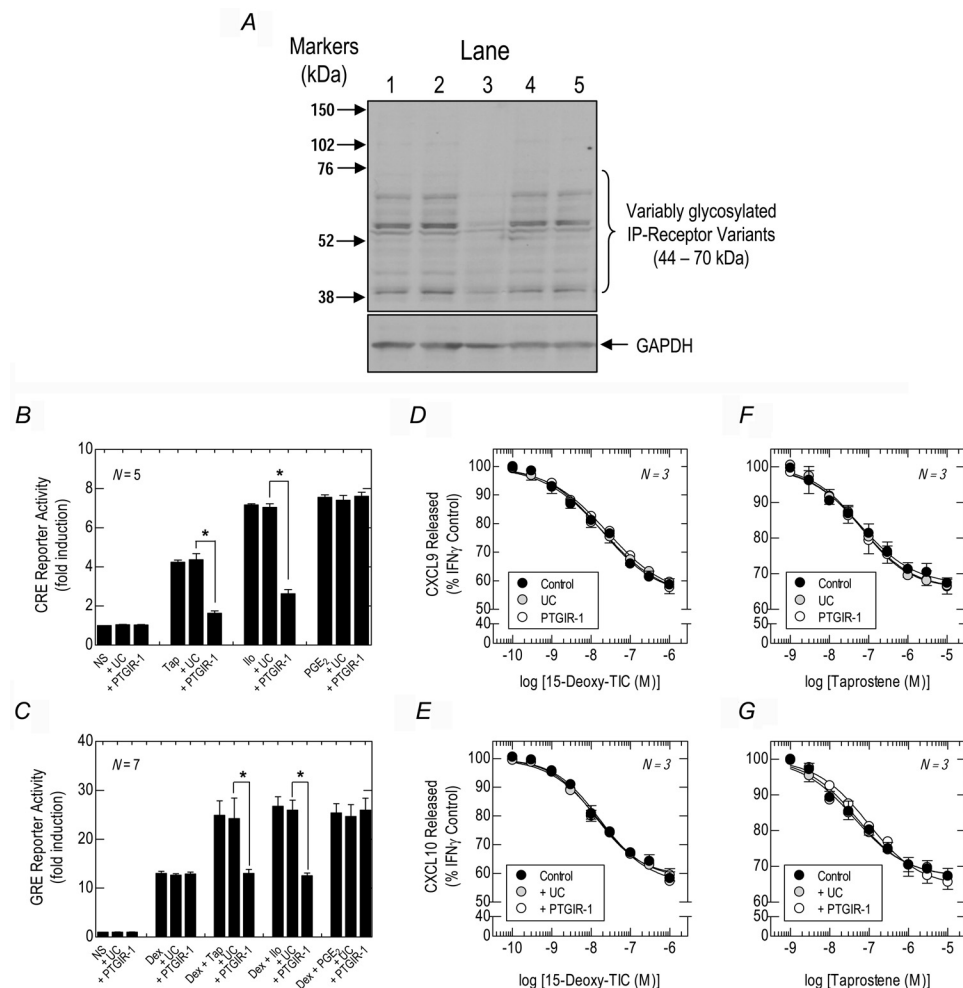 A
Markers
(kDa)
Lane
1 2 3 4 5
150
102
76
52
38
Variably glycosylated
IP-Receptor Variants
(44 – 70 kDa)
GAPDH
B
CRE Reporter Activity
(fold induction)
10
8
6
4
2
0
N = 5
*
*
NS
+ UC
+ PTGIR-1
Tap
+ UC
+ PTGIR-1
Ilo
+ UC
+ PTGIR-1
PGE2
+ UC
+ PTGIR-1
C
GRE Reporter Activity
(fold induction)
40
30
20
10
0
N = 7
*
*
NS
+ UC
+ PTGIR-1
Dex
+ UC
+ PTGIR-1
Dex + Tap
+ UC
+ PTGIR-1
Dex + Ilo
+ UC
+ PTGIR-1
Dex + PGE2
+ UC
+ PTGIR-1
D
CXCL9 Released
(% IFNγ Control)
100
90
80
70
60
50
40
0
N = 3
Control
UC
PTGIR-1
-10 -9 -8 -7 -6
log [15-Deoxy-TIC (M)]
E
CXCL10 Released
(% IFNγ Control)
100
90
80
70
60
50
40
0
N = 3
Control
+ UC
+ PTGIR-1
-10 -9 -8 -7 -6
log [15-Deoxy-TIC (M)]
F
100
90
80
70
60
50
50
0
N = 3
Control
UC
PTGIR-1
-9 -8 -7 -6 -5
log [Taprostene (M)]
G
100
90
80
70
60
50
40
0
N = 3
Control
+ UC
+ PTGIR-1
-9 -8 -7 -6 -5
log [Taprostene (M)]